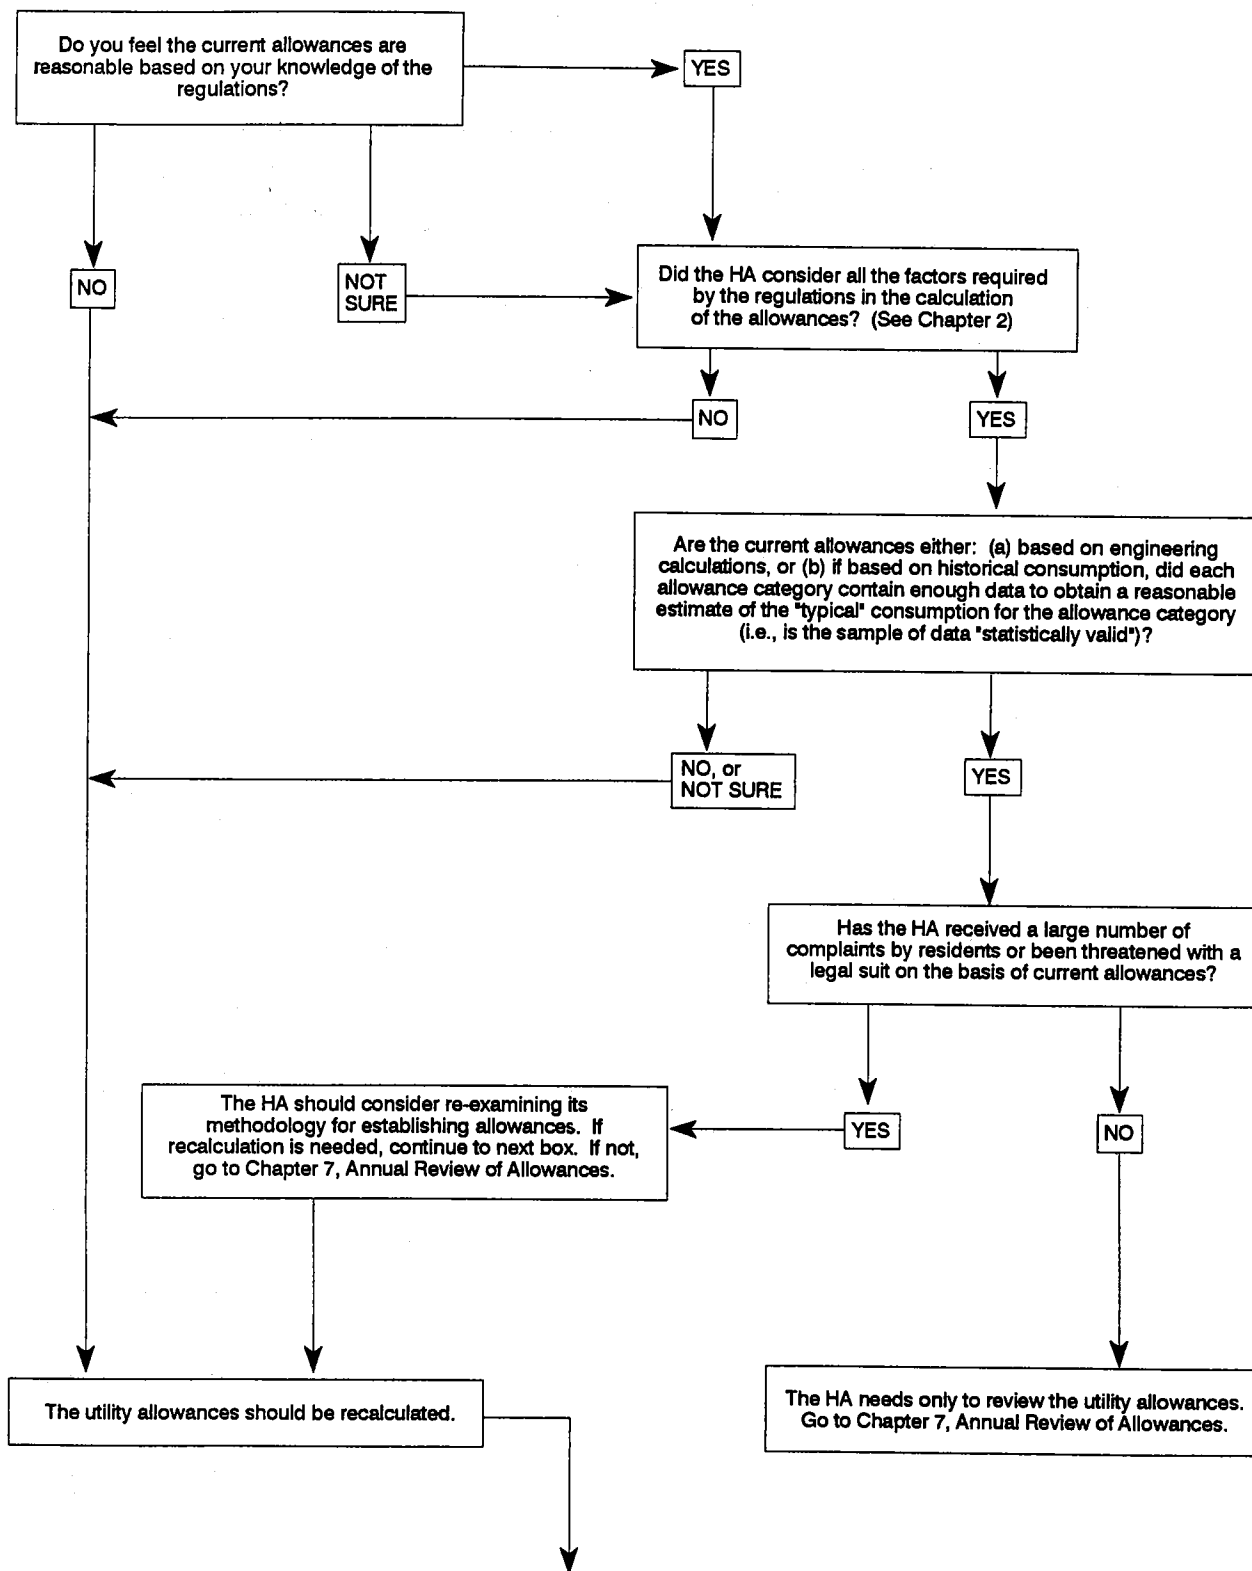 Do you feel the current allowances are
reasonable based on your knowledge of the
regulations?
YES
NO
NOT
SURE
Did the HA consider all the factors required
by the regulations in the calculation
of the allowances? (See Chapter 2)
NO
YES
Are the current allowances either: (a) based on engineering
calculations, or (b) if based on historical consumption, did each
allowance category contain enough data to obtain a reasonable
estimate of the "typical" consumption for the allowance category
(i.e., is the sample of data "statistically valid")?
NO, or
NOT SURE
YES
Has the HA received a large number of
complaints by residents or been threatened with a
legal suit on the basis of current allowances?
The HA should consider re-examining its
methodology for establishing allowances. If
recalculation is needed, continue to next box. If not,
go to Chapter 7, Annual Review of Allowances.
YES
NO
The utility allowances should be recalculated.
The HA needs only to review the utility allowances.
Go to Chapter 7, Annual Review of Allowances.